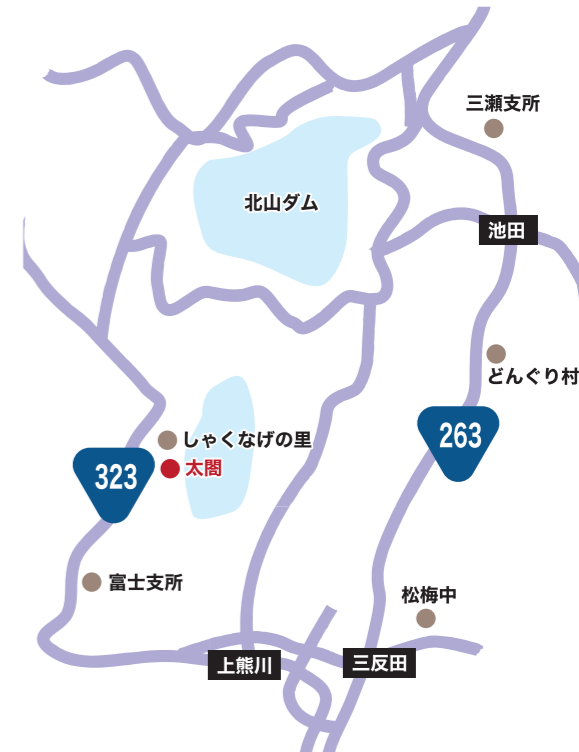 三瀬支所
北山ダム
池田
どんぐり村
263
しゃくなげの里
太閤
323
富士支所
松梅中
上熊川
三反田